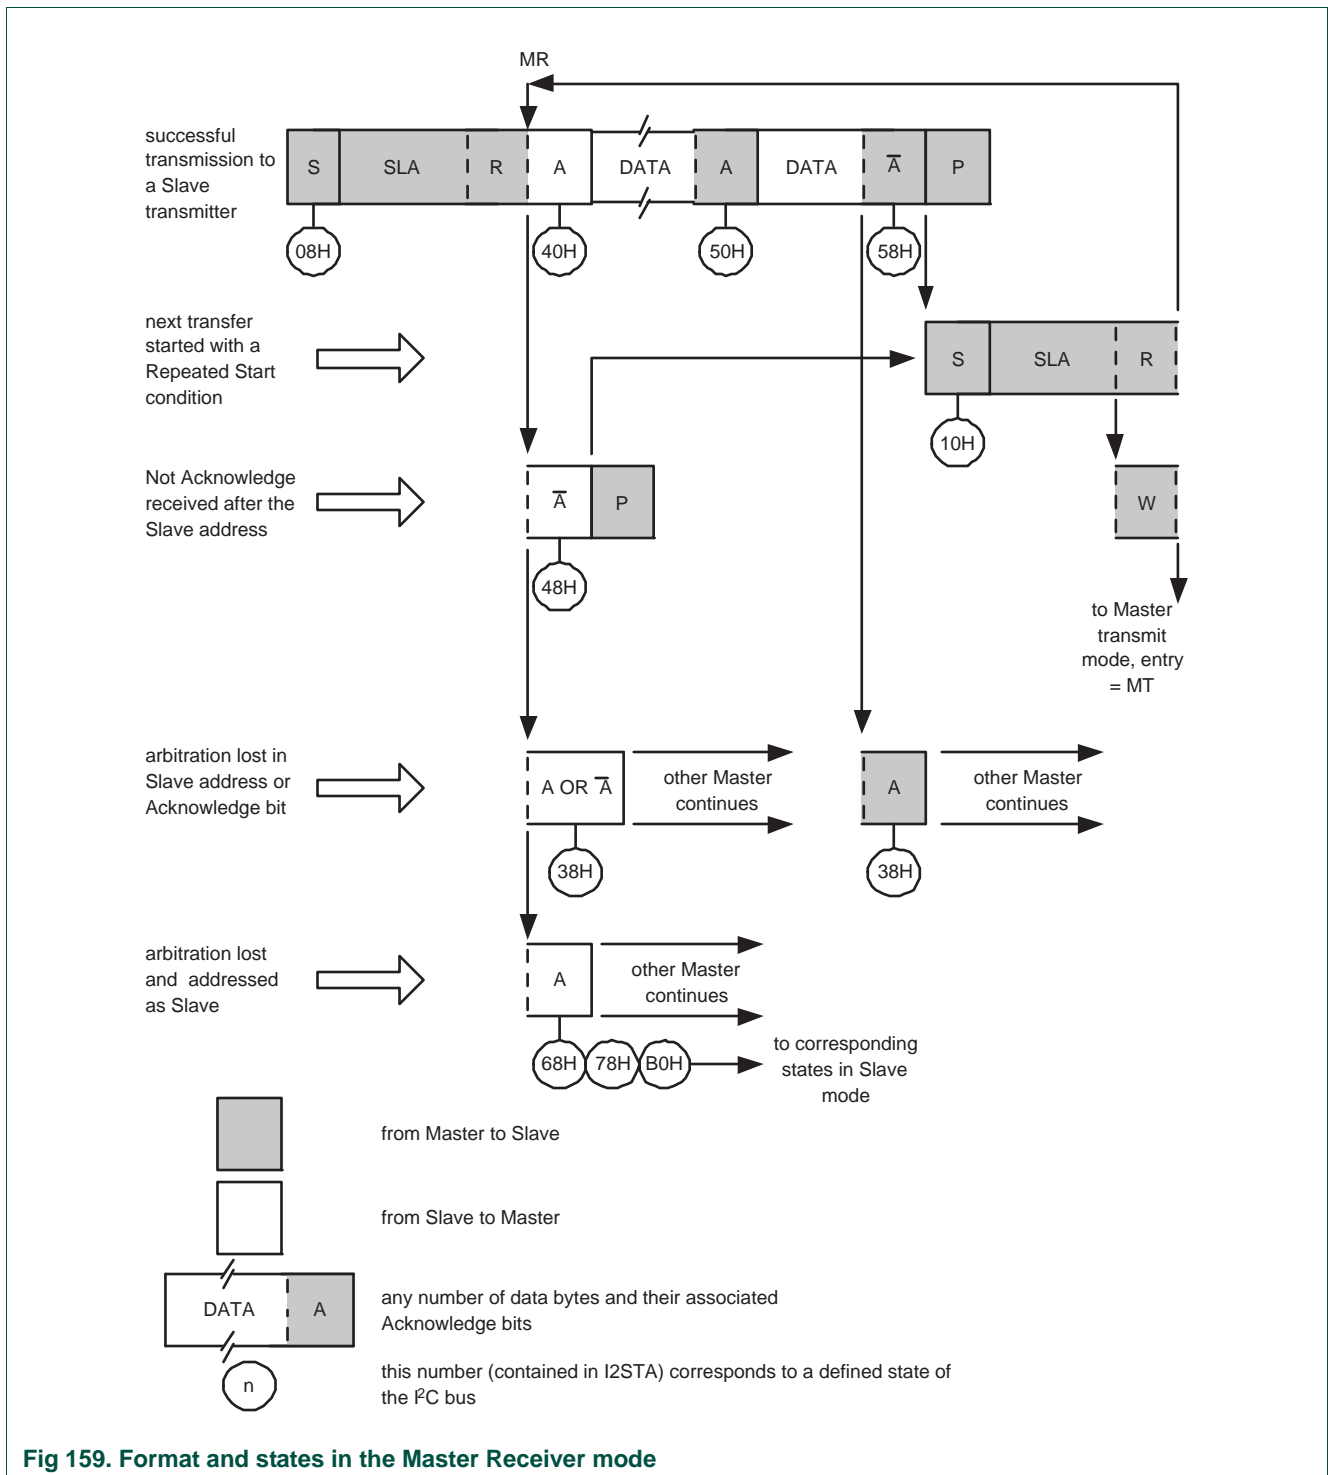 MR
successful
transmission to
a Slave
transmitter
S SLA R A DATA A DATA A̅ P
08H 40H 50H 58H
next transfer
started with a
Repeated Start
condition
S SLA R
10H
Not Acknowledge
received after the
Slave address
A̅ P
W
48H
to Master
transmit
mode, entry
= MT
arbitration lost in
Slave address or
Acknowledge bit
A OR A̅
other Master
continues
A
other Master
continues
38H 38H
arbitration lost
and addressed
as Slave
A
other Master
continues
68H 78H B0H
to corresponding
states in Slave
mode
from Master to Slave
from Slave to Master
DATA A
any number of data bytes and their associated
Acknowledge bits
n
this number (contained in I2STA) corresponds to a defined state of
the I²C bus
Fig 159. Format and states in the Master Receiver mode